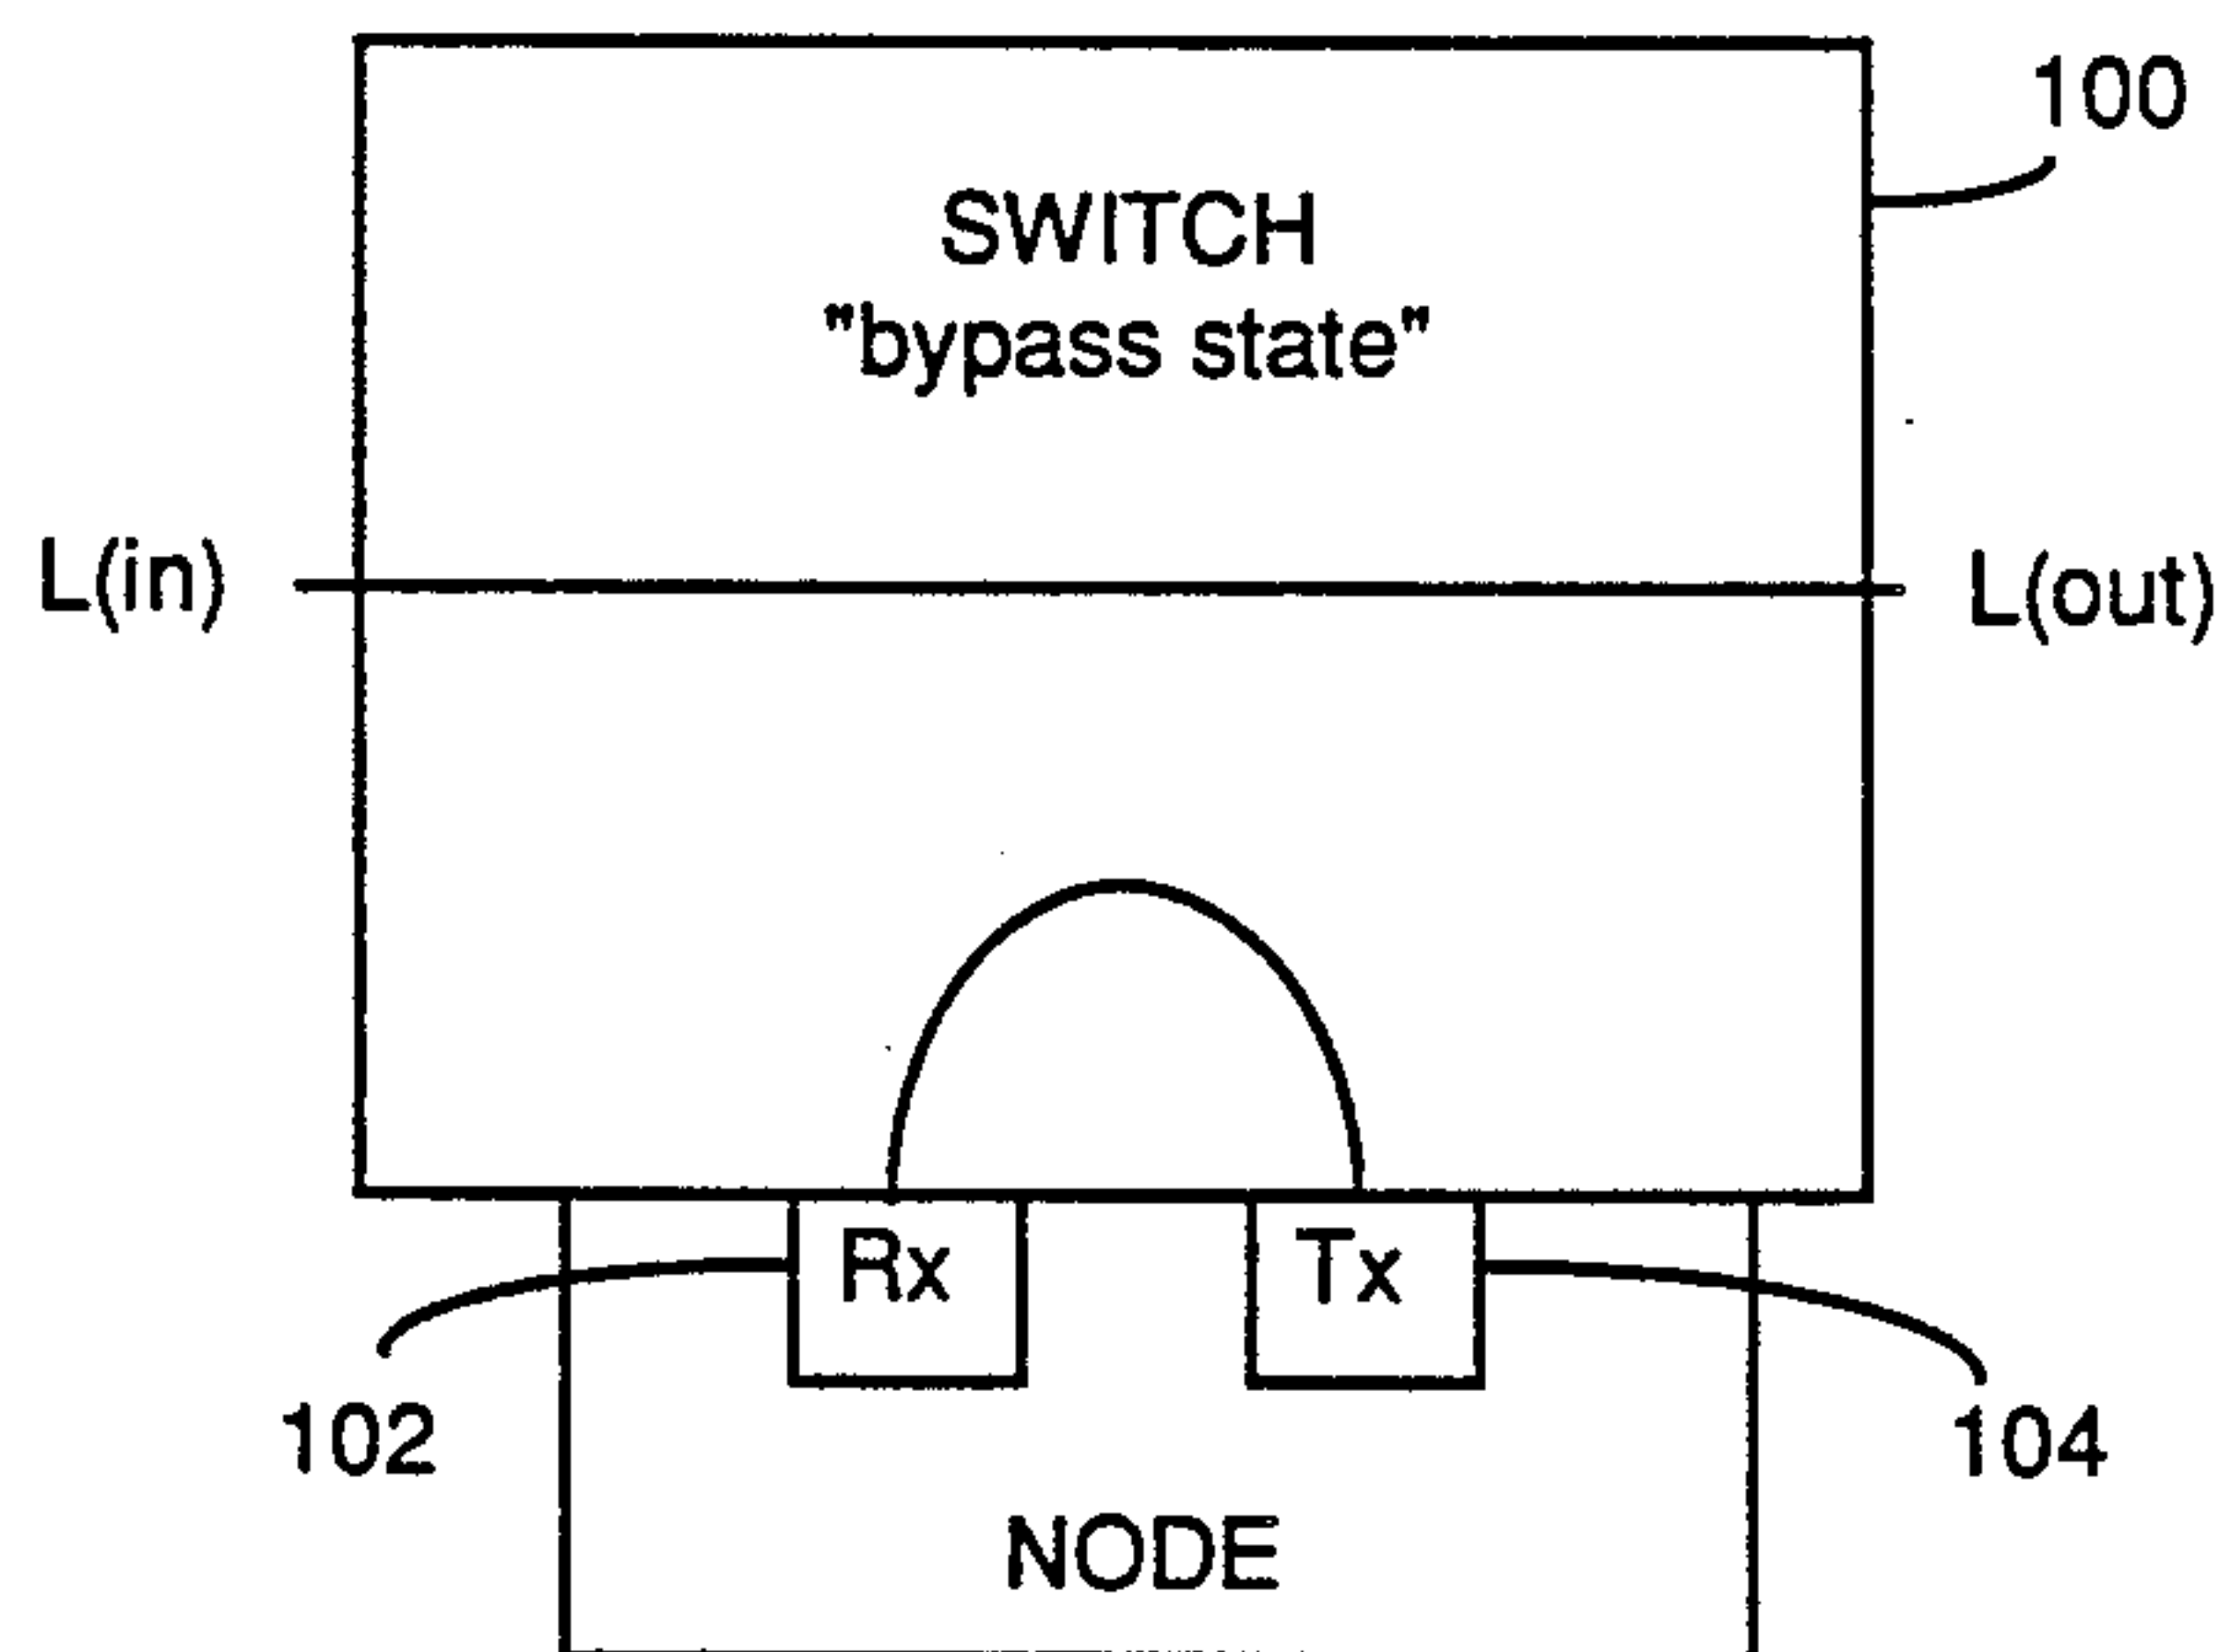 100
SWITCH
"bypass state"
L(in)
L(out)
Rx
Tx
102
104
NODE